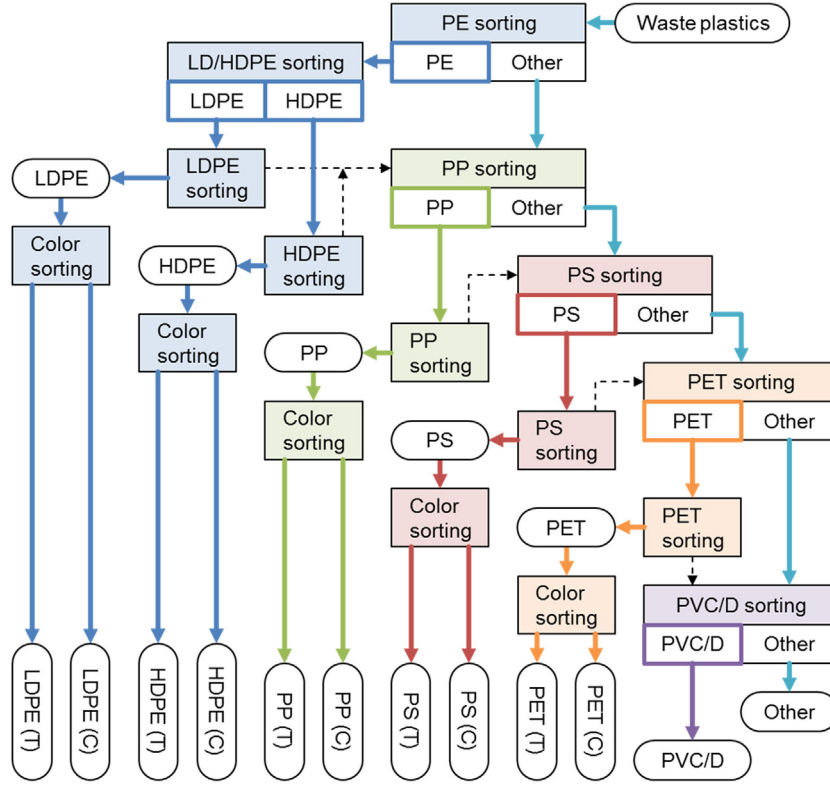 PE sorting
Waste plastics
LD/HDPE sorting
PE
Other
LDPE
HDPE
LDPE
sorting
PP sorting
LDPE
PP
Other
Color
sorting
HDPE
HDPE
sorting
PS sorting
PS
Other
Color
sorting
PP
PP
sorting
PET sorting
PET
Other
Color
sorting
PS
PS
sorting
Color
sorting
PET
PET
sorting
Color
sorting
PVC/D sorting
PVC/D
Other
LDPE (T)
LDPE (C)
HDPE (T)
HDPE (C)
PP (T)
PP (C)
PS (T)
PS (C)
PET (T)
PET (C)
Other
PVC/D